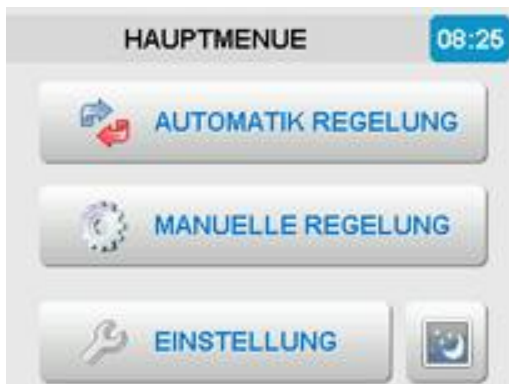 HAUPTMENUE 08:25
AUTOMATIK REGELUNG
MANUELLE REGELUNG
EINSTELLUNG